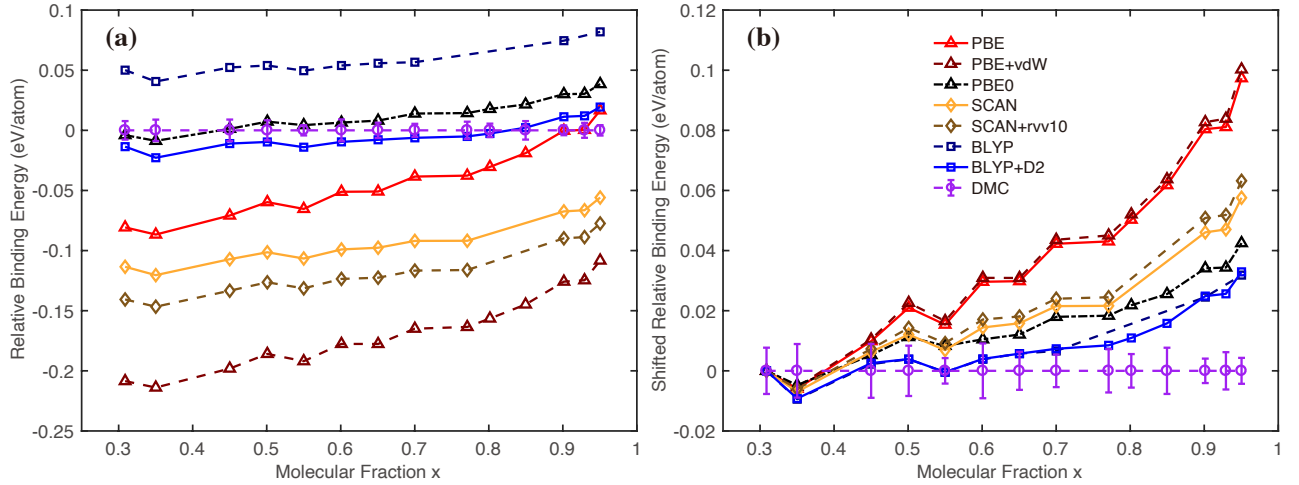 (a)
Relative Binding Energy (eV/atom)
0.1
0.05
0
-0.05
-0.1
-0.15
-0.2
-0.25
0.3 0.4 0.5 0.6 0.7 0.8 0.9 1
Molecular Fraction x
(b)
Shifted Relative Binding Energy (eV/atom)
0.12
0.1
0.08
0.06
0.04
0.02
0
-0.02
0.3 0.4 0.5 0.6 0.7 0.8 0.9 1
Molecular Fraction x
PBE
PBE+vdW
PBE0
SCAN
SCAN+rvv10
BLYP
BLYP+D2
DMC